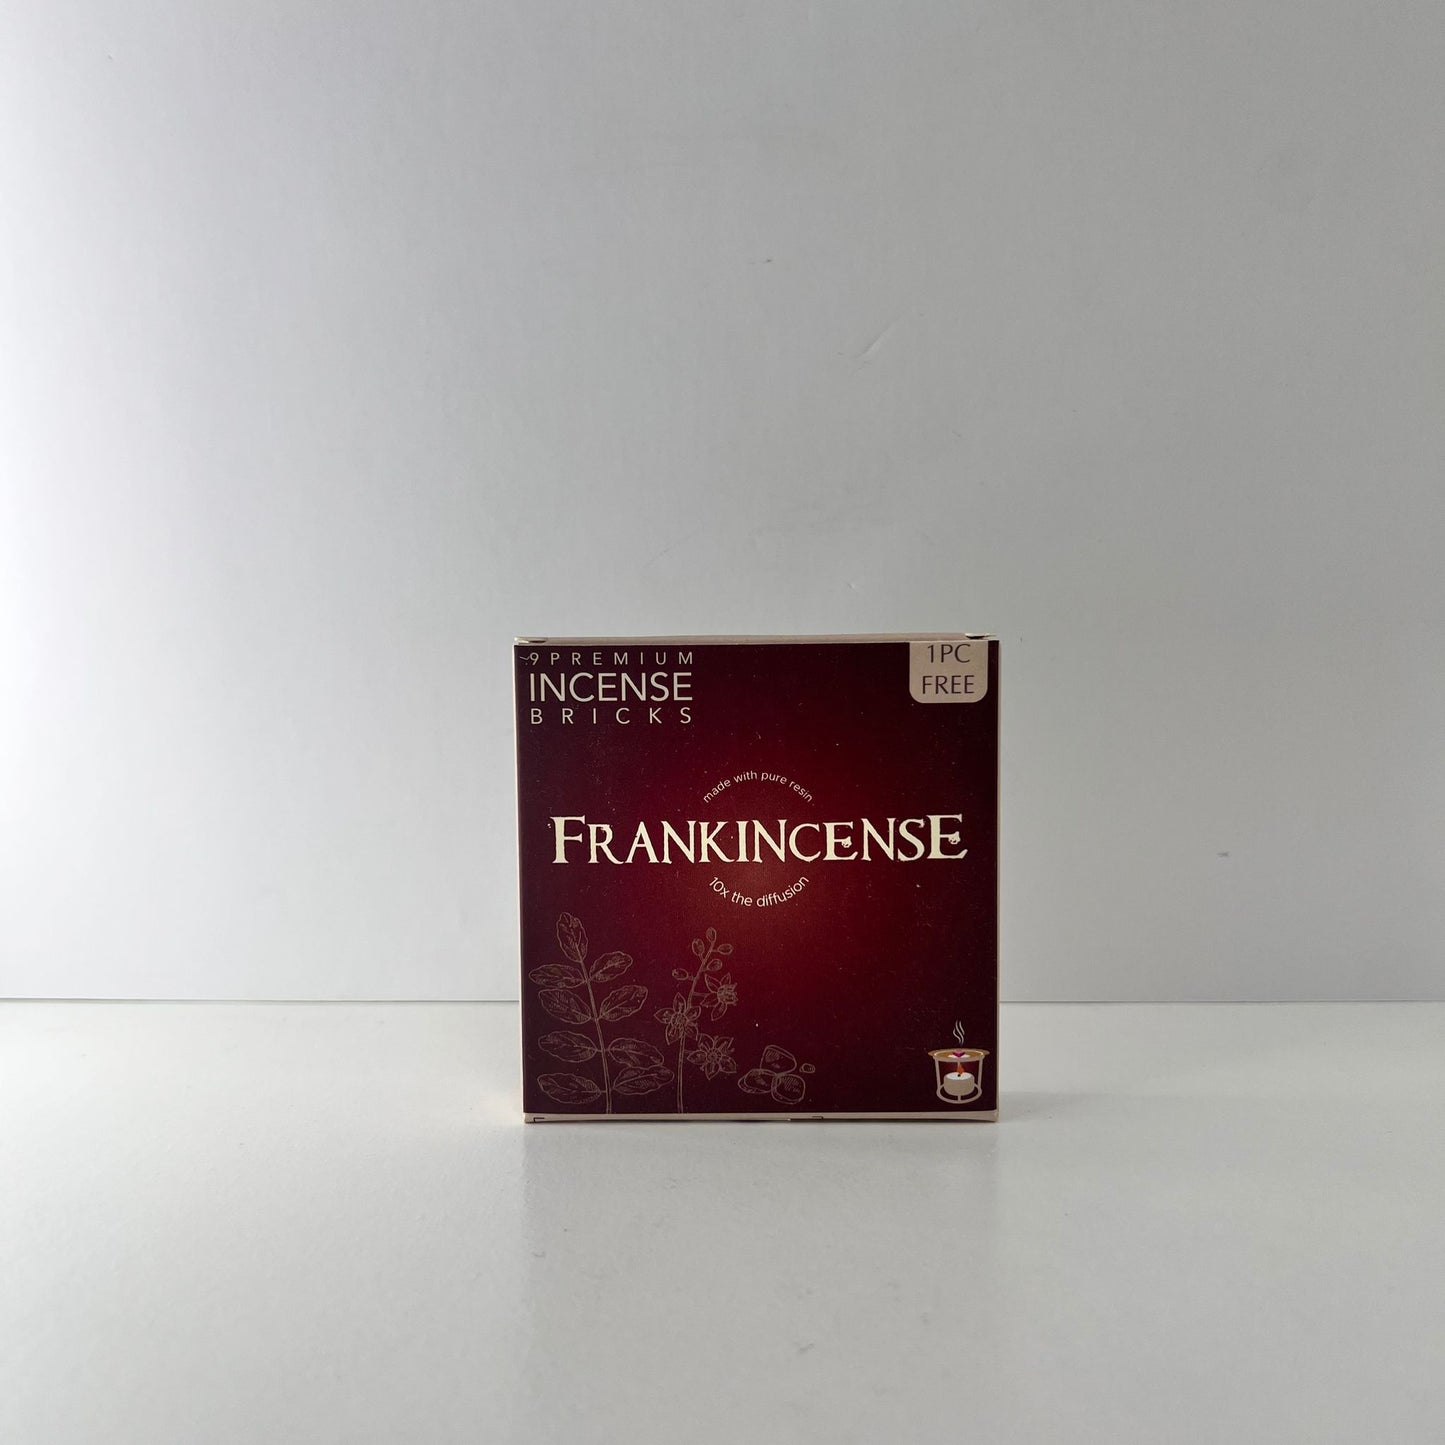 9 PREMIUM
INCENSE
BRICKS
1PC
FREE
made with pure resin
FRANKINCENSE
10x the diffusion